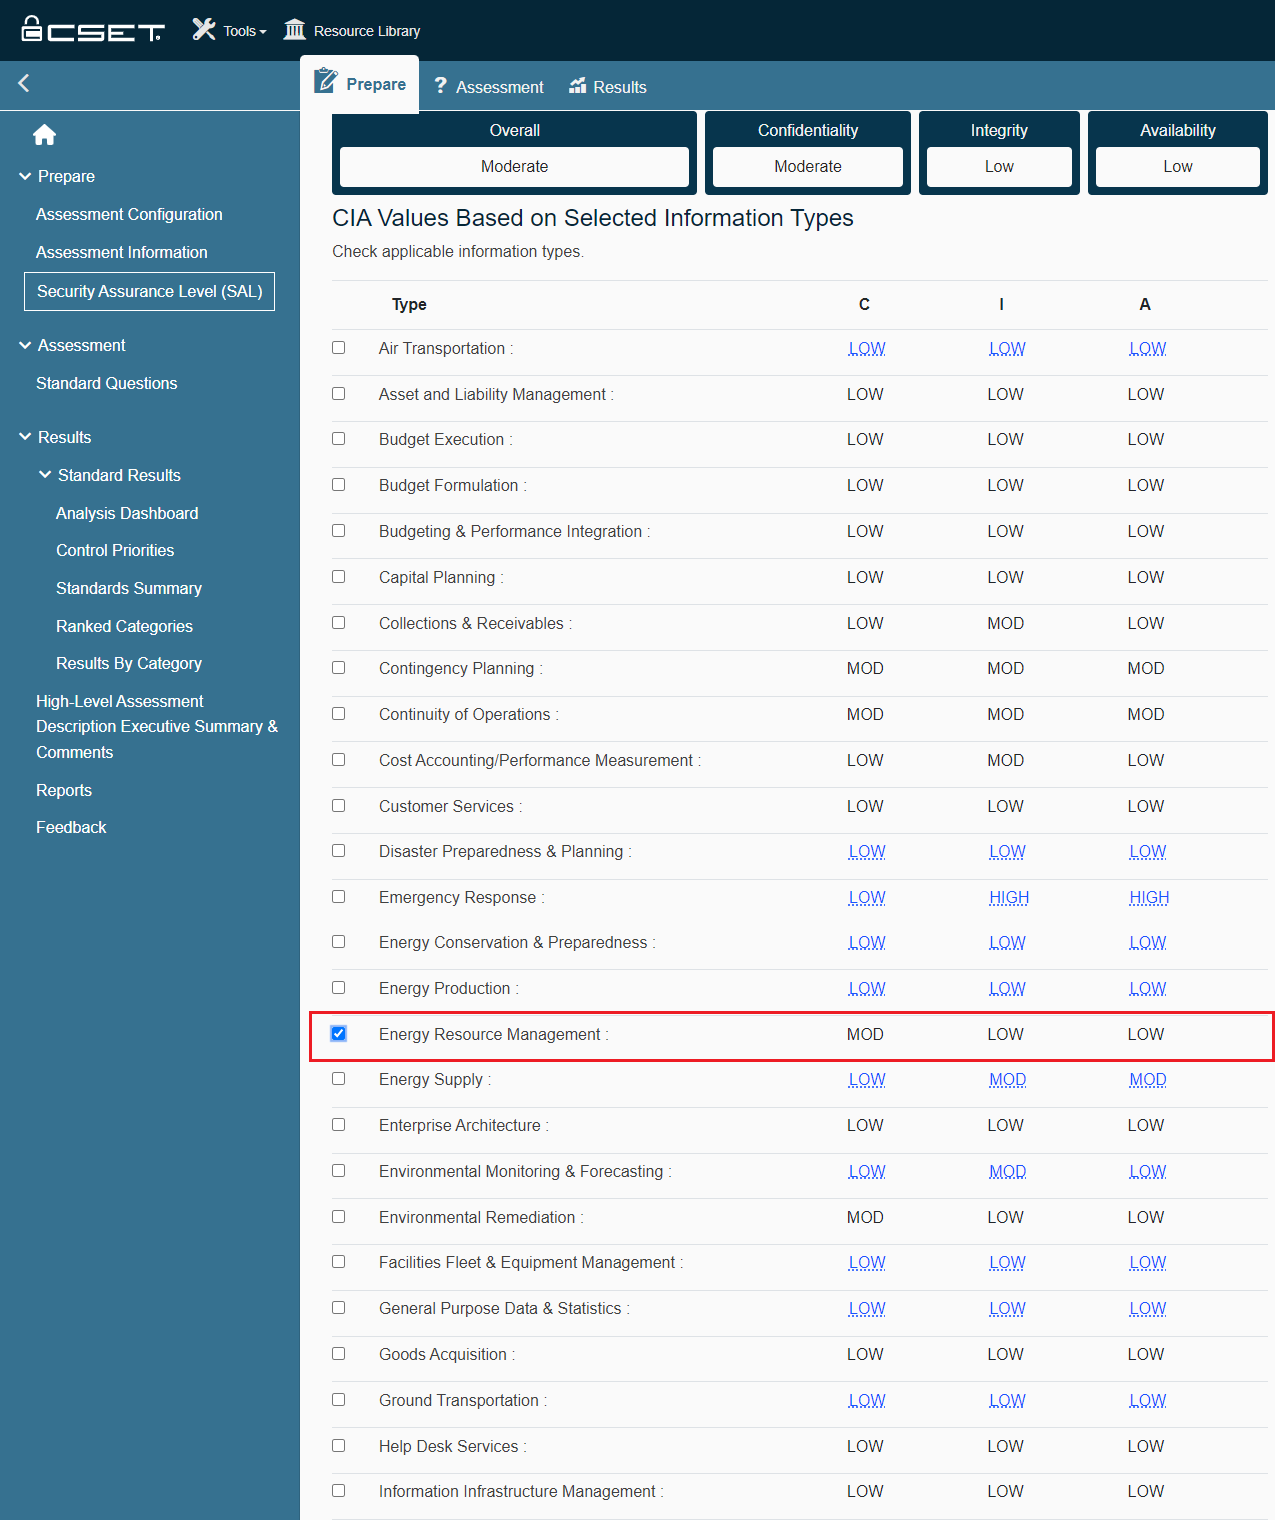 CSET
Tools
Resource Library
Prepare
Assessment
Results
Prepare
Assessment Configuration
Assessment Information
Security Assurance Level (SAL)
Assessment
Standard Questions
Results
Standard Results
Analysis Dashboard
Control Priorities
Standards Summary
Ranked Categories
Results By Category
High-Level Assessment
Description Executive Summary &
Comments
Reports
Feedback
Overall Confidentiality Integrity Availability
Moderate Moderate Low Low
CIA Values Based on Selected Information Types
Check applicable information types.
Type C I A
Air Transportation : LOW LOW LOW
Asset and Liability Management : LOW LOW LOW
Budget Execution : LOW LOW LOW
Budget Formulation : LOW LOW LOW
Budgeting & Performance Integration : LOW LOW LOW
Capital Planning : LOW LOW LOW
Collections & Receivables : LOW MOD LOW
Contingency Planning : MOD MOD MOD
Continuity of Operations : MOD MOD MOD
Cost Accounting/Performance Measurement : LOW MOD LOW
Customer Services : LOW LOW LOW
Disaster Preparedness & Planning : LOW LOW LOW
Emergency Response : LOW HIGH HIGH
Energy Conservation & Preparedness : LOW LOW LOW
Energy Production : LOW LOW LOW
Energy Resource Management : MOD LOW LOW
Energy Supply : LOW MOD MOD
Enterprise Architecture : LOW LOW LOW
Environmental Monitoring & Forecasting : LOW MOD LOW
Environmental Remediation : MOD LOW LOW
Facilities Fleet & Equipment Management : LOW LOW LOW
General Purpose Data & Statistics : LOW LOW LOW
Goods Acquisition : LOW LOW LOW
Ground Transportation : LOW LOW LOW
Help Desk Services : LOW LOW LOW
Information Infrastructure Management : LOW LOW LOW